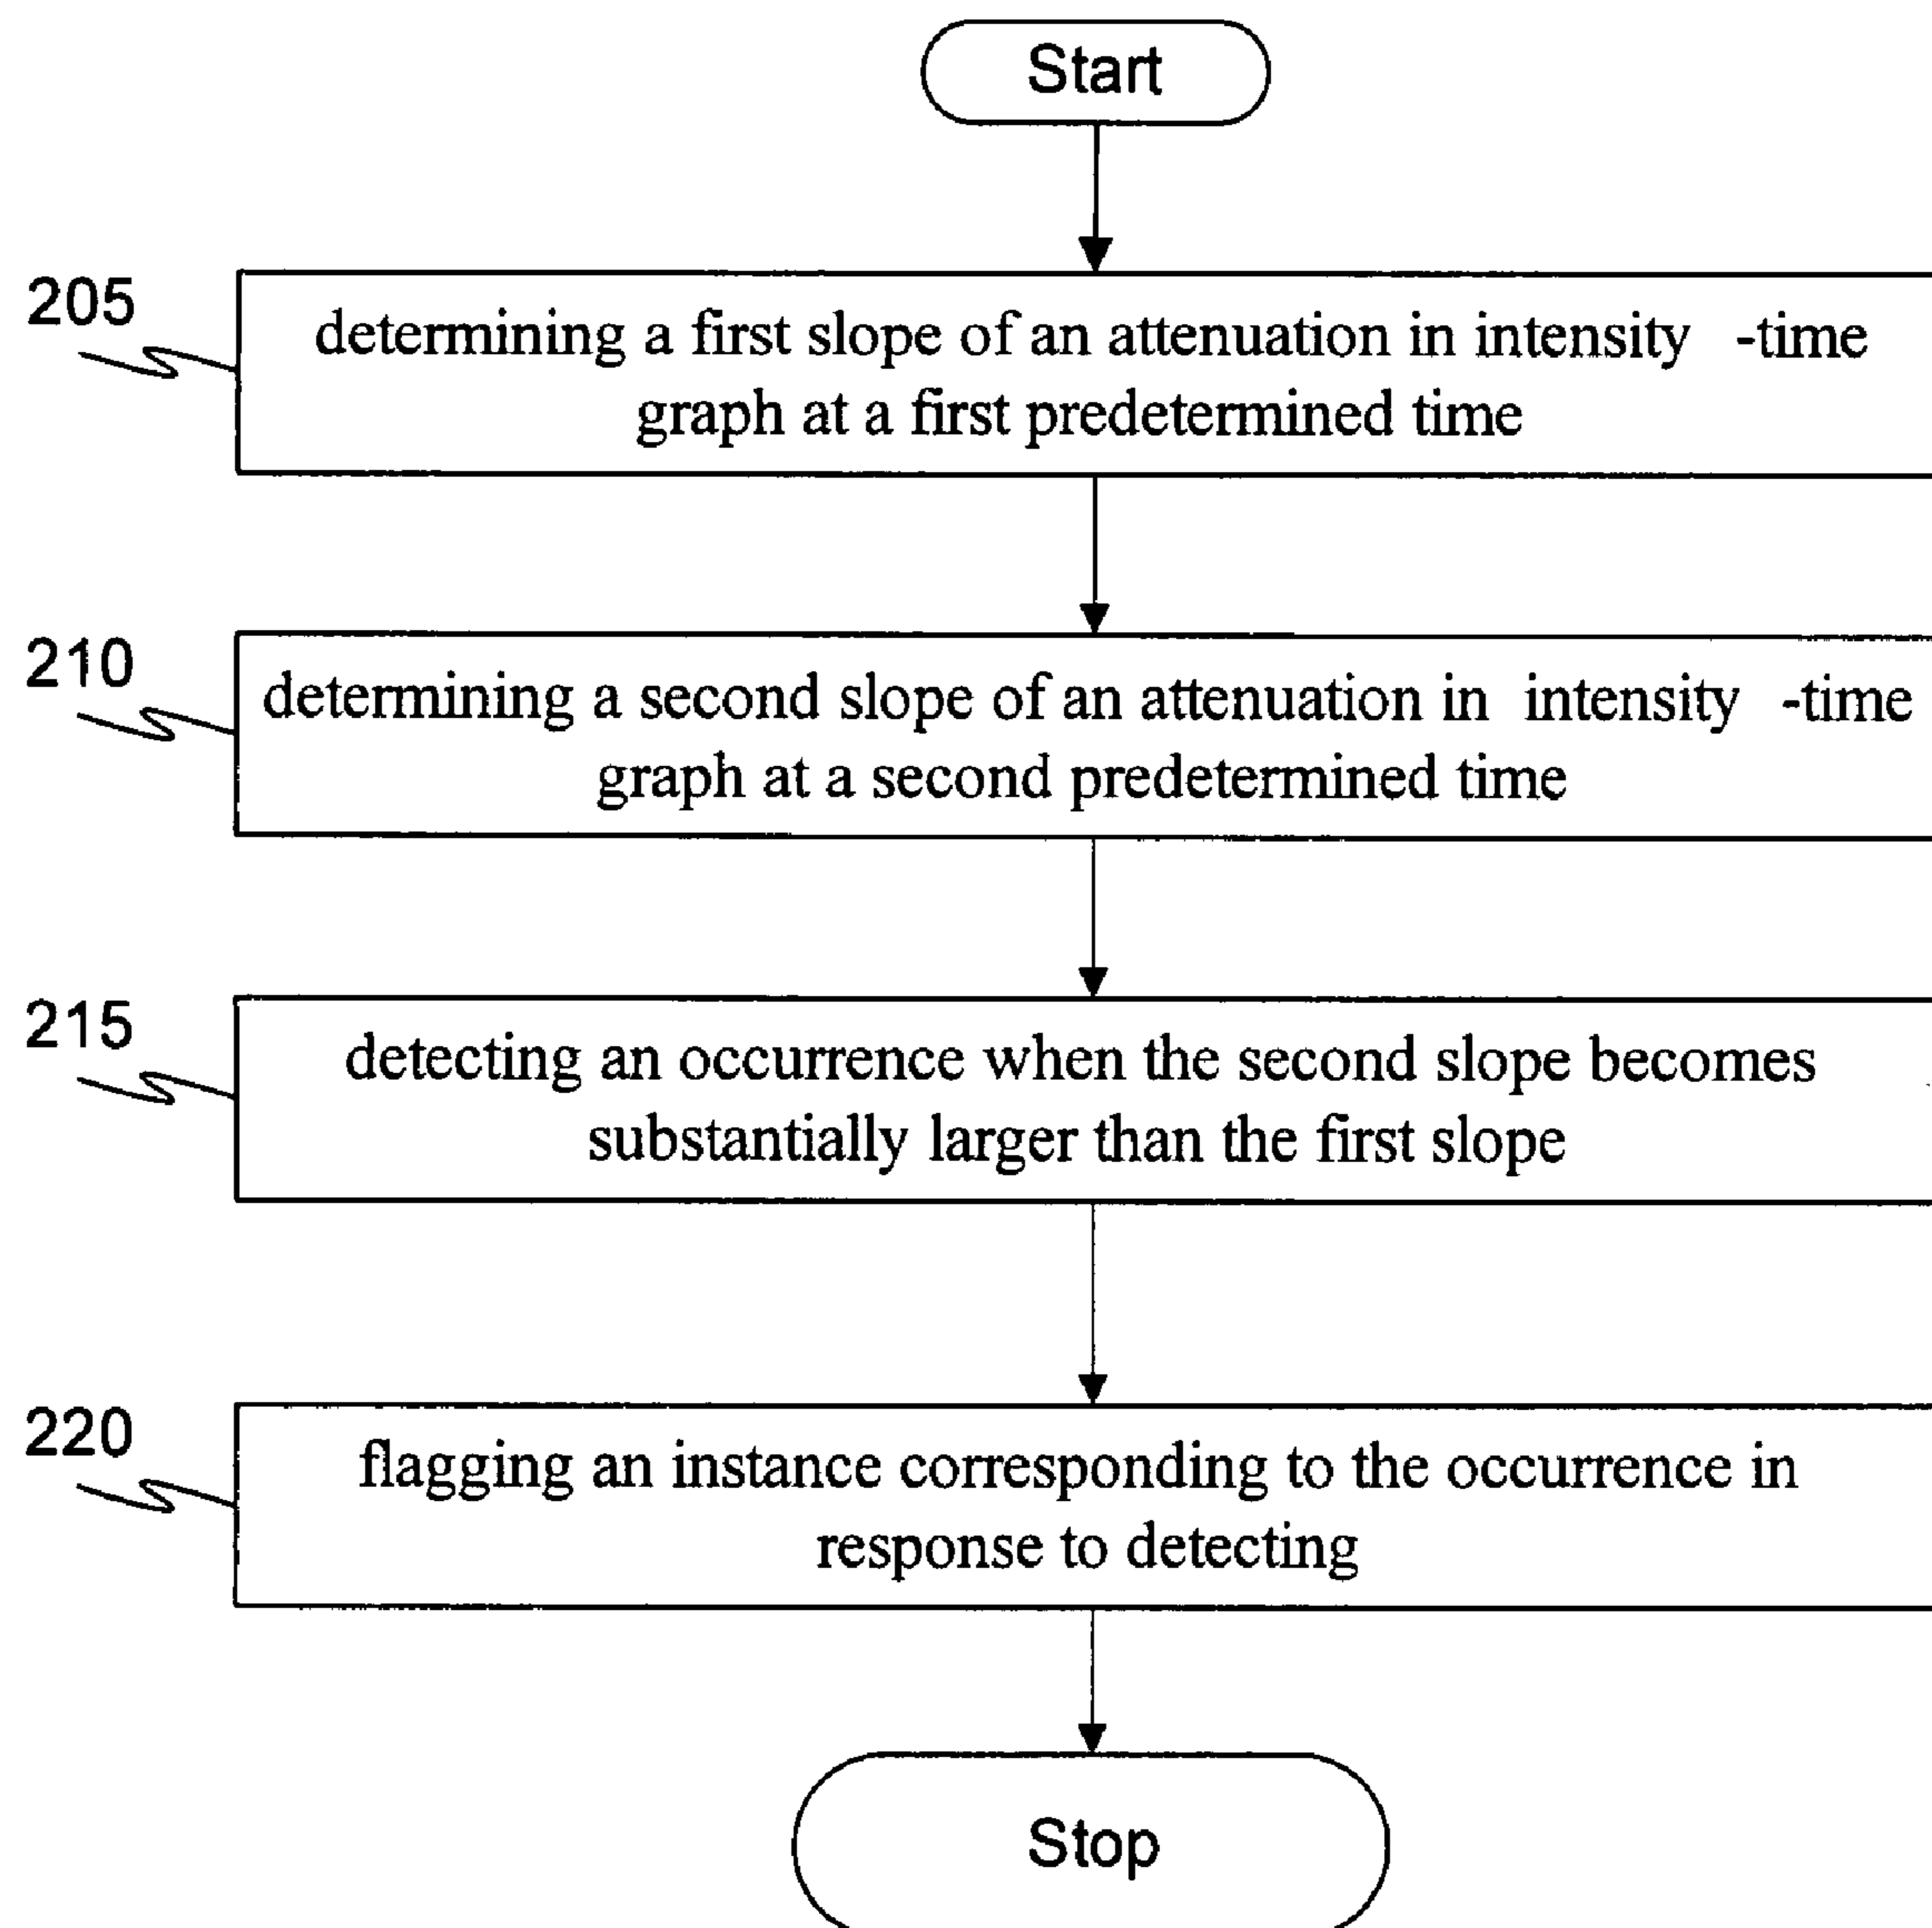 Start
205
determining a first slope of an attenuation in intensity -time
graph at a first predetermined time
210
determining a second slope of an attenuation in intensity -time
graph at a second predetermined time
215
detecting an occurrence when the second slope becomes
substantially larger than the first slope
220
flagging an instance corresponding to the occurrence in
response to detecting
Stop